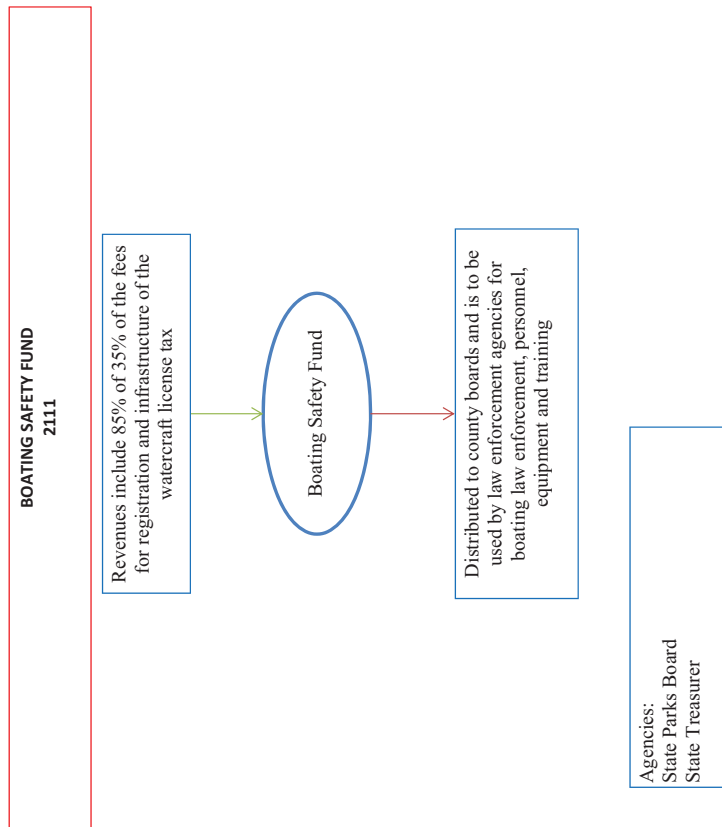 BOATING SAFETY FUND
2111
Revenues include 85% of 35% of the fees
for registration and infrastructure of the
watercraft license tax
Boating Safety Fund
Distributed to county boards and is to be
used by law enforcement agencies for
boating law enforcement, personnel,
equipment and training
Agencies:
State Parks Board
State Treasurer